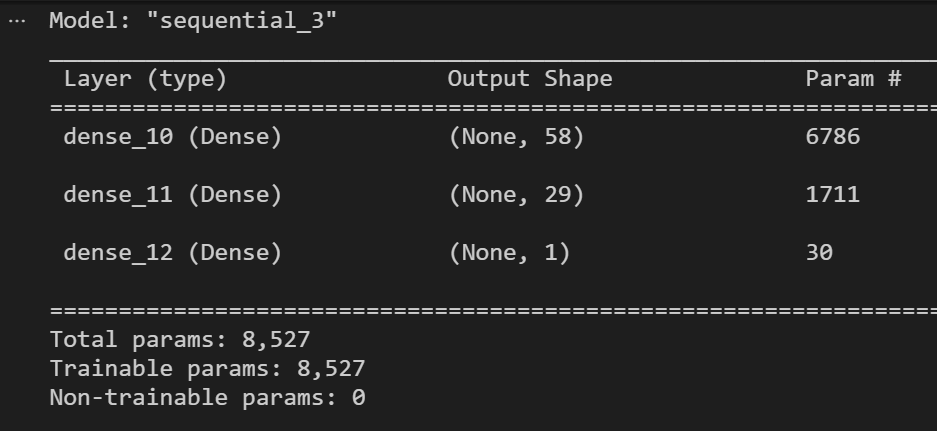 ... Model: "sequential_3"
Layer (type) Output Shape Param #
dense_10 (Dense) (None, 58) 6786
dense_11 (Dense) (None, 29) 1711
dense_12 (Dense) (None, 1) 30
Total params: 8,527
Trainable params: 8,527
Non-trainable params: 0